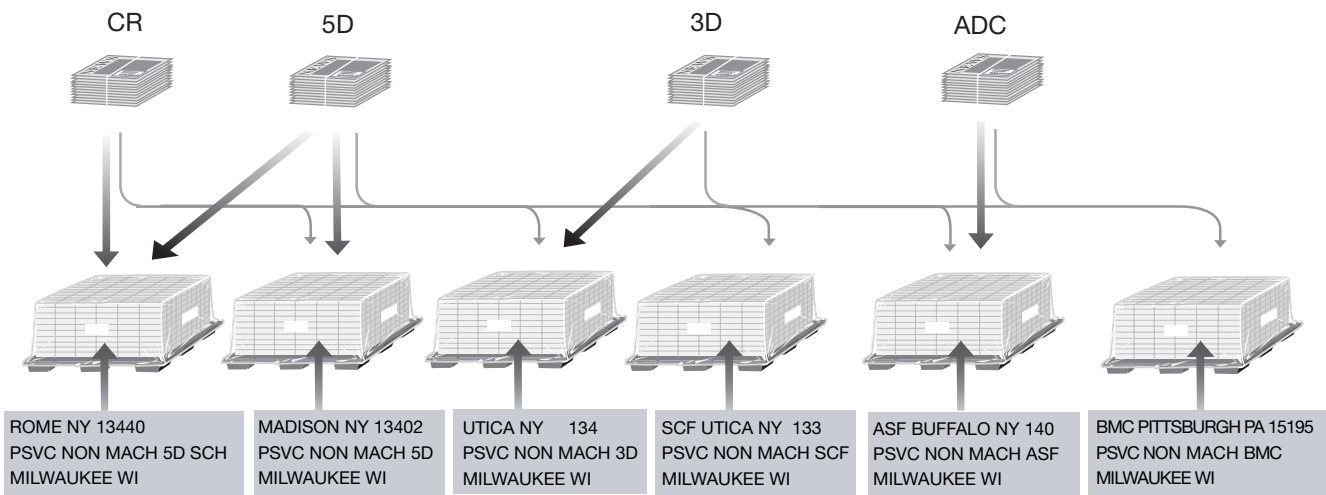 CR
5D
3D
ADC
ROME NY 13440
PSVC NON MACH 5D SCH
MILWAUKEE WI
MADISON NY 13402
PSVC NON MACH 5D
MILWAUKEE WI
UTICA NY 134
PSVC NON MACH 3D
MILWAUKEE WI
SCF UTICA NY 133
PSVC NON MACH SCF
MILWAUKEE WI
ASF BUFFALO NY 140
PSVC NON MACH ASF
MILWAUKEE WI
BMC PITTSBURGH PA 15195
PSVC NON MACH BMC
MILWAUKEE WI